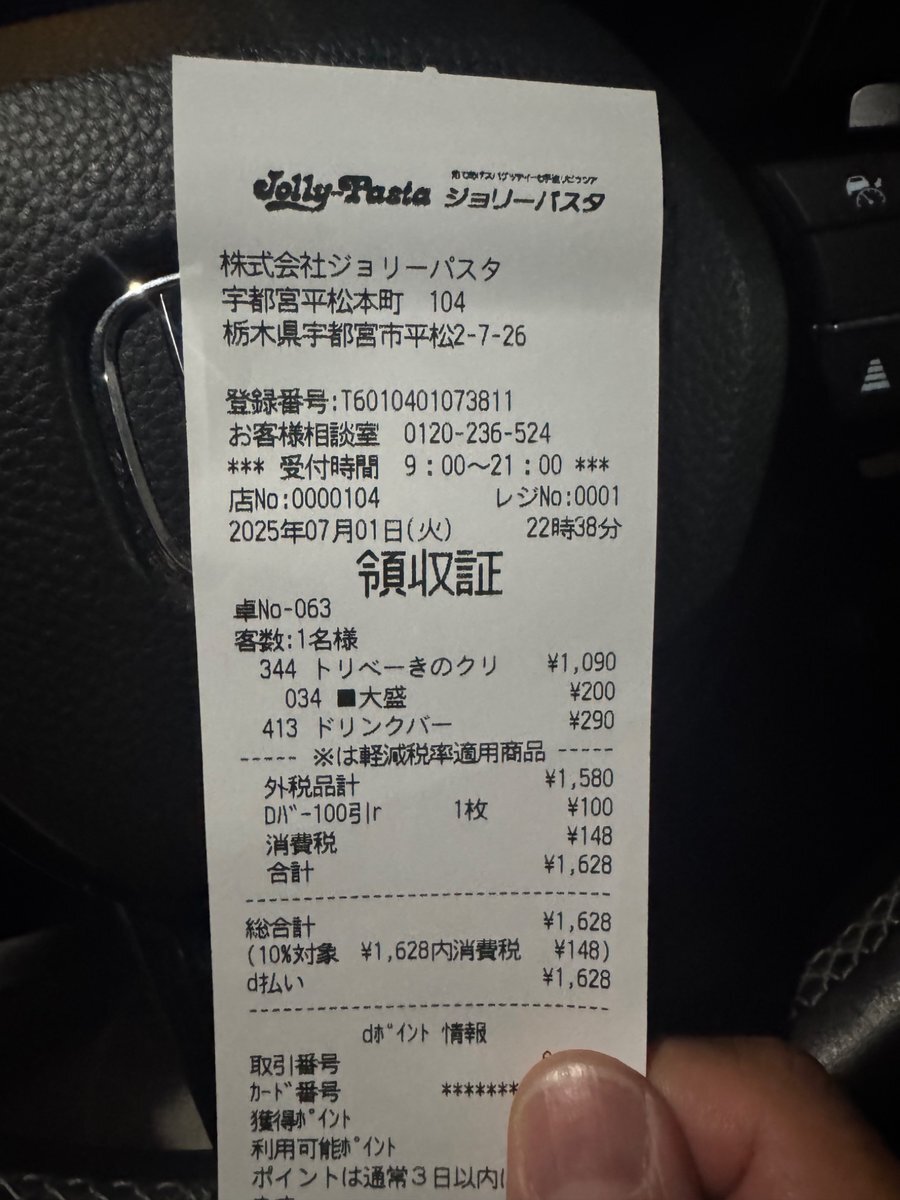 Jolly-Pasta ジョリーパスタ
株式会社ジョリーパスタ
宇都宮平松本町 104
栃木県宇都宮市平松2-7-26
登録番号:T6010401073811
お客様相談室 0120-236-524
*** 受付時間 9:00〜21:00 ***
店No:0000104 レジNo:0001
2025年07月01日(火) 22時38分
領収証
卓No-063
客数:1名様
344 トリベーきのクリ ¥1,090
034 ■大盛 ¥200
413 ドリンクバー ¥290
----- ※は軽減税率適用商品 -----
外税品計 ¥1,580
Dバー100引r 1枚 ¥100
消費税 ¥148
合計 ¥1,628
総合計 ¥1,628
(10%対象 ¥1,628内消費税 ¥148)
d払い ¥1,628
dポイント 情報
取引番号
カード番号 *******
獲得ポイント
利用可能ポイント
ポイントは通常3日以内に